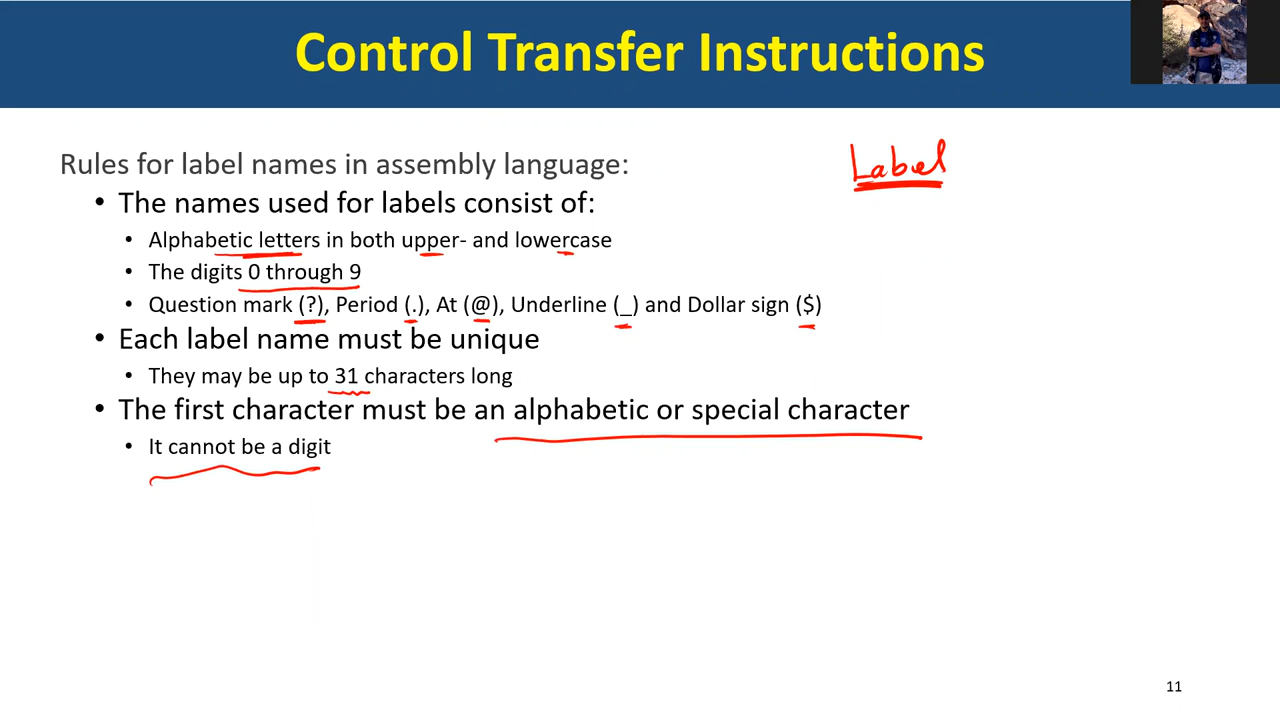 Control Transfer Instructions
Rules for label names in assembly language:
Label
• The names used for labels consist of:
• Alphabetic letters in both upper- and lowercase
• The digits 0 through 9
• Question mark (?), Period (.), At (@), Underline (_) and Dollar sign ($)
• Each label name must be unique
• They may be up to 31 characters long
• The first character must be an alphabetic or special character
• It cannot be a digit
11